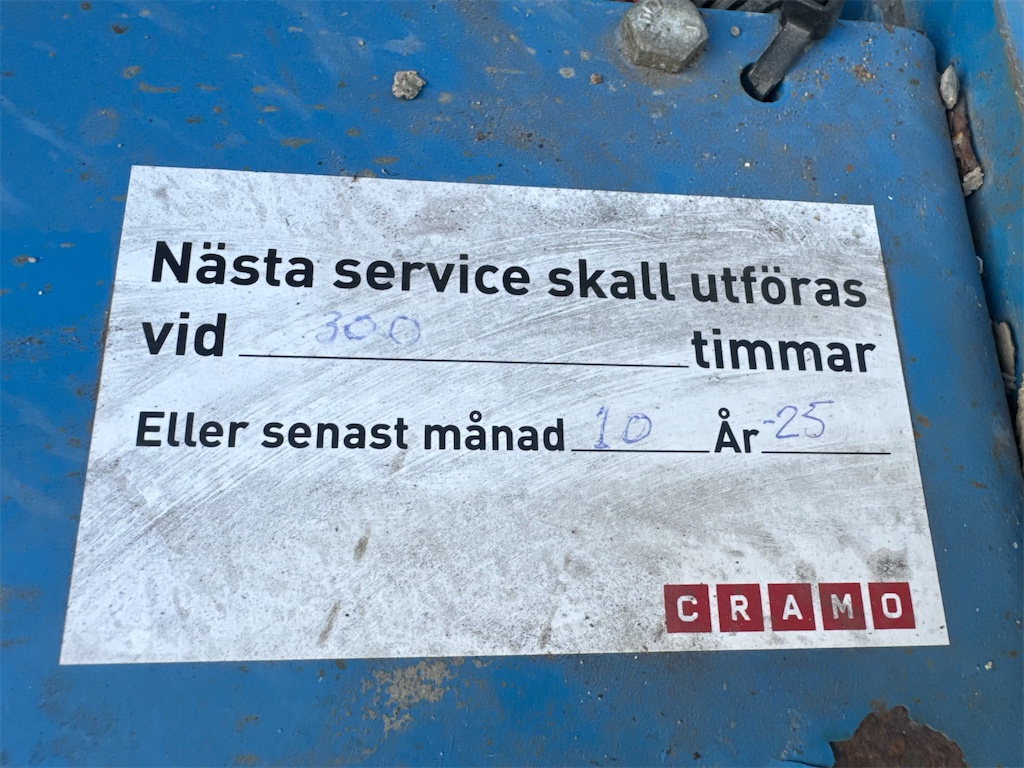 Nästa service skall utföras
vid 300 timmar
Eller senast månad 10 År -25
CRAMO